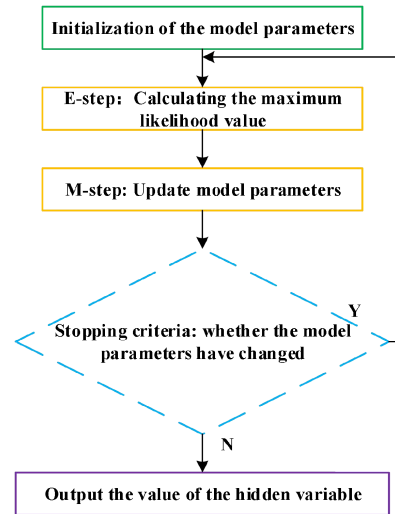 Initialization of the model parameters
E-step: Calculating the maximum
likelihood value
M-step: Update model parameters
Y
Stopping criteria: whether the model
parameters have changed
N
Output the value of the hidden variable